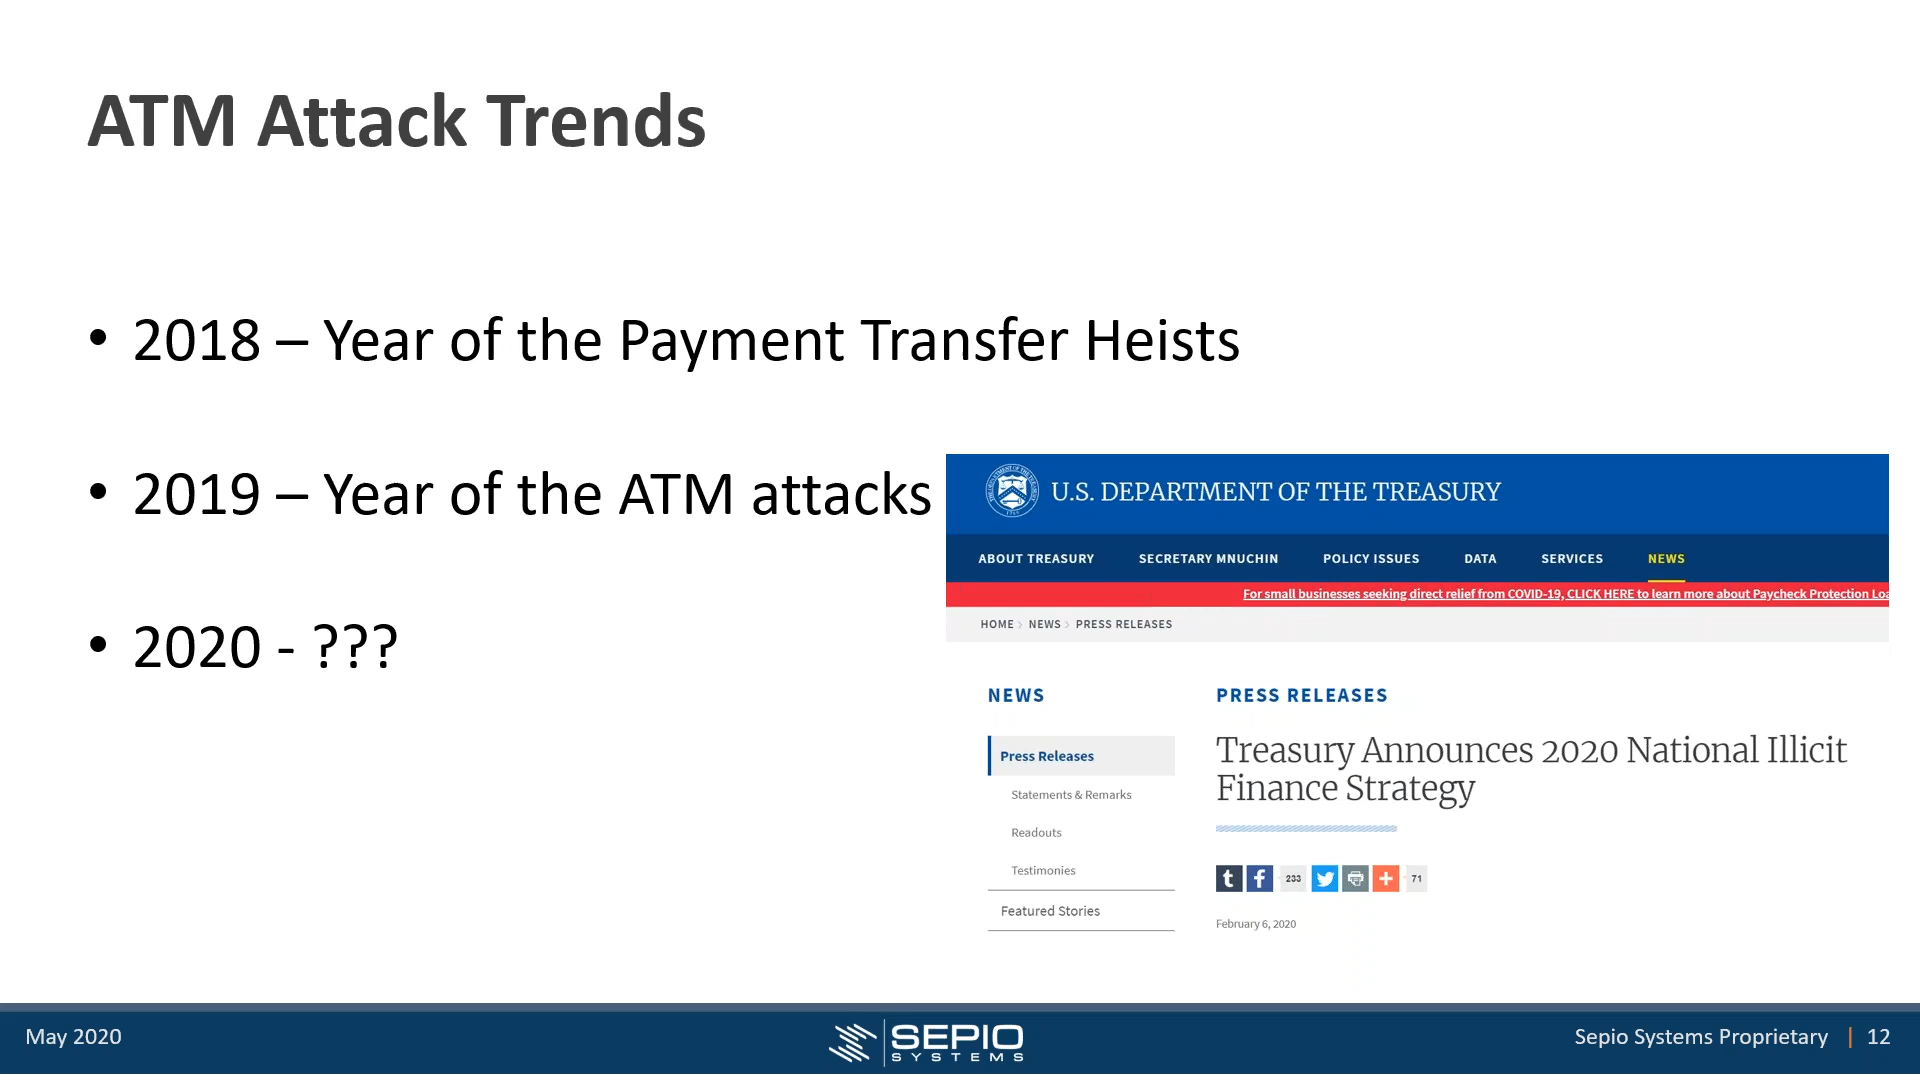 ATM Attack Trends
• 2018 – Year of the Payment Transfer Heists
• 2019 – Year of the ATM attacks
• 2020 - ???
U.S. DEPARTMENT OF THE TREASURY
ABOUT TREASURY SECRETARY MNUCHIN POLICY ISSUES DATA SERVICES NEWS
For small businesses seeking direct relief from COVID-19, CLICK HERE to learn more about Paycheck Protection Loa
HOME > NEWS > PRESS RELEASES
NEWS
Press Releases
Statements & Remarks
Readouts
Testimonies
Featured Stories
PRESS RELEASES
Treasury Announces 2020 National Illicit
Finance Strategy
233 71
February 6, 2020
May 2020
SEPIO
SYSTEMS
Sepio Systems Proprietary | 12